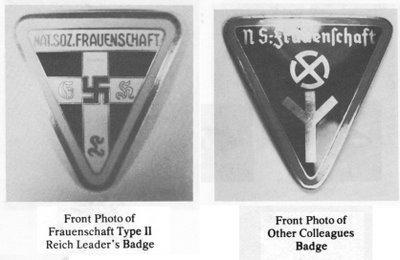 NAT.SOZ.FRAUENSCHAFT
G H
L
N S=Frauenschaft
Front Photo of
Frauenschaft Type II
Reich Leader's Badge
Front Photo of
Other Colleagues
Badge